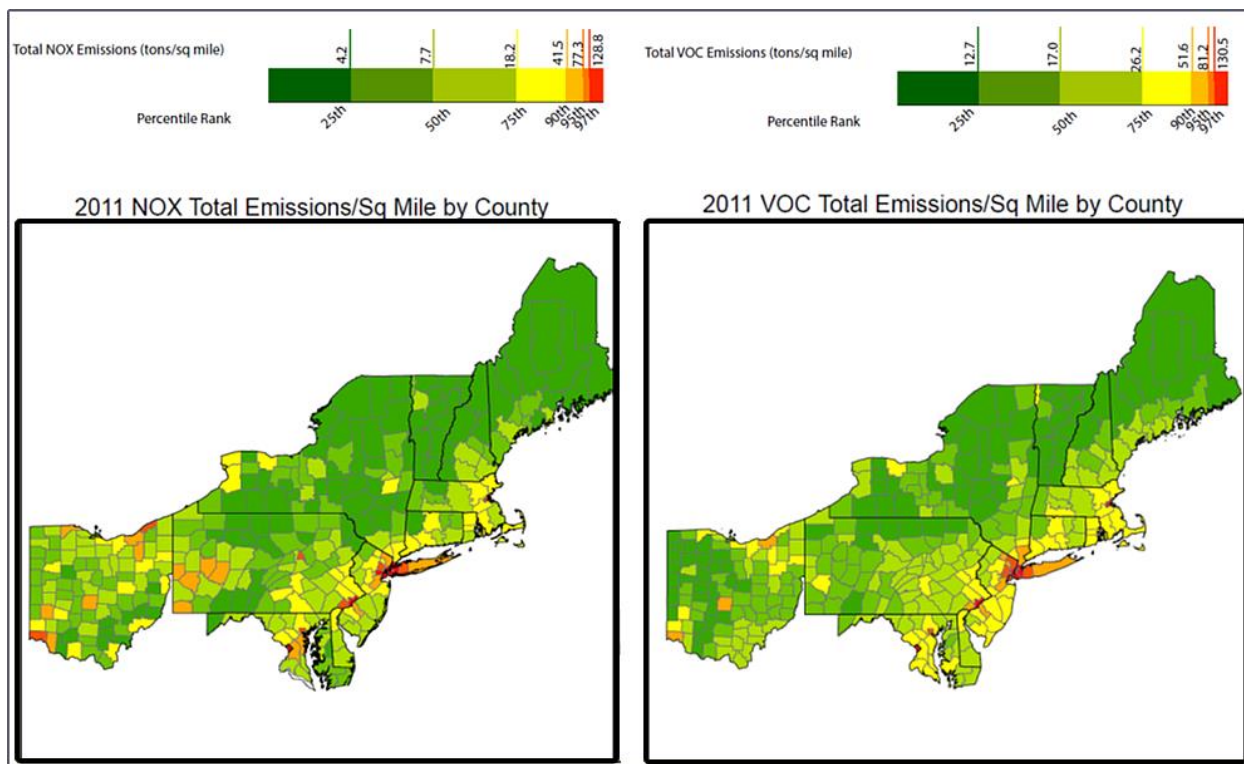 Total NOX Emissions (tons/sq mile)
4.2
7.7
18.2
41.5
77.3
128.8
Percentile Rank
25th
50th
75th
90th
95th
97th
Total VOC Emissions (tons/sq mile)
12.7
17.0
26.2
51.6
81.2
130.5
Percentile Rank
25th
50th
75th
90th
95th
97th
2011 NOX Total Emissions/Sq Mile by County
2011 VOC Total Emissions/Sq Mile by County